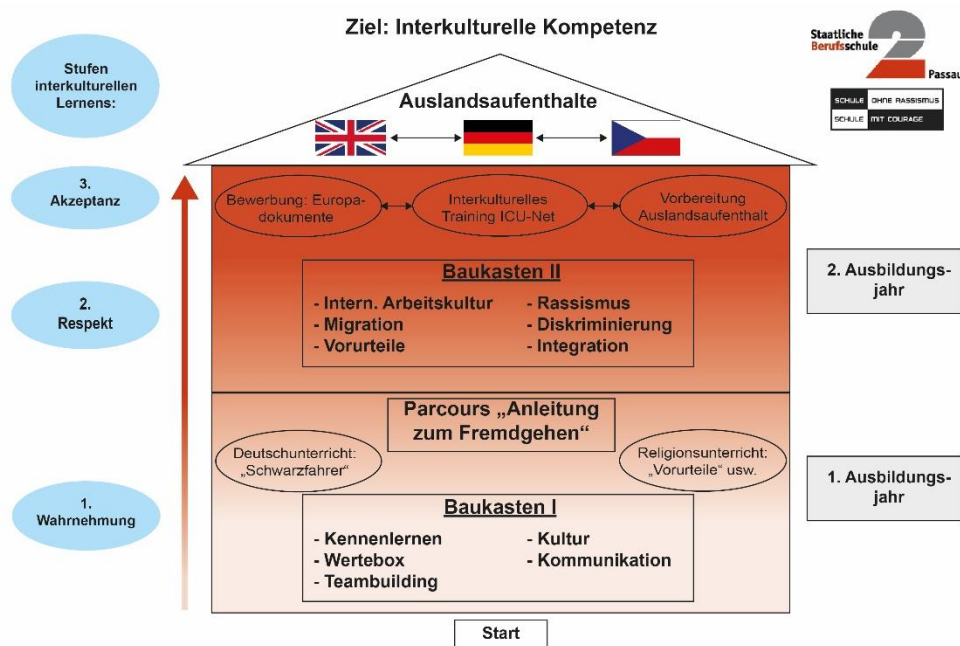 Ziel: Interkulturelle Kompetenz
Staatliche
Berufsschule
2
Passau
SCHULE OHNE RASSISMUS
SCHULE MIT COURAGE
Stufen
interkulturellen
Lernens:
Auslandsaufenthalte
3.
Akzeptanz
Bewerbung: Europa-
dokumente
Interkulturelles
Training ICU-Net
Vorbereitung
Auslandsaufenthalt
2. Ausbildungs-
jahr
2.
Respekt
Baukasten II
- Intern. Arbeitskultur
- Migration
- Vorurteile
- Rassismus
- Diskriminierung
- Integration
Parcours „Anleitung
zum Fremdgehen“
Deutschunterricht:
„Schwarzfahrer“
Religionsunterricht:
„Vorurteile“ usw.
1. Ausbildungs-
jahr
1.
Wahrnehmung
Baukasten I
- Kennenlernen
- Wertebox
- Teambuilding
- Kultur
- Kommunikation
Start